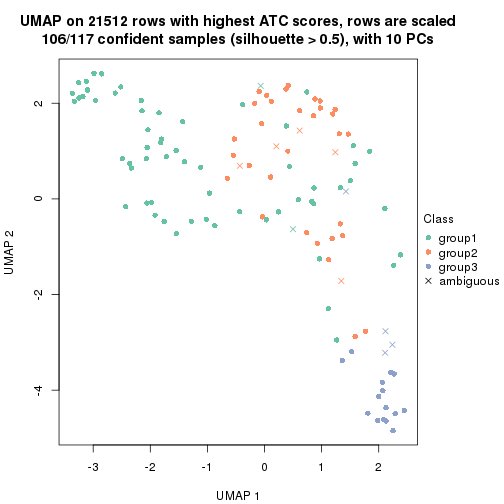 UMAP on 21512 rows with highest ATC scores, rows are scaled
106/117 confident samples (silhouette > 0.5), with 10 PCs
2
0
-2
-4
UMAP 2
-3
-2
-1
0
1
2
UMAP 1
Class
group1
group2
group3
ambiguous